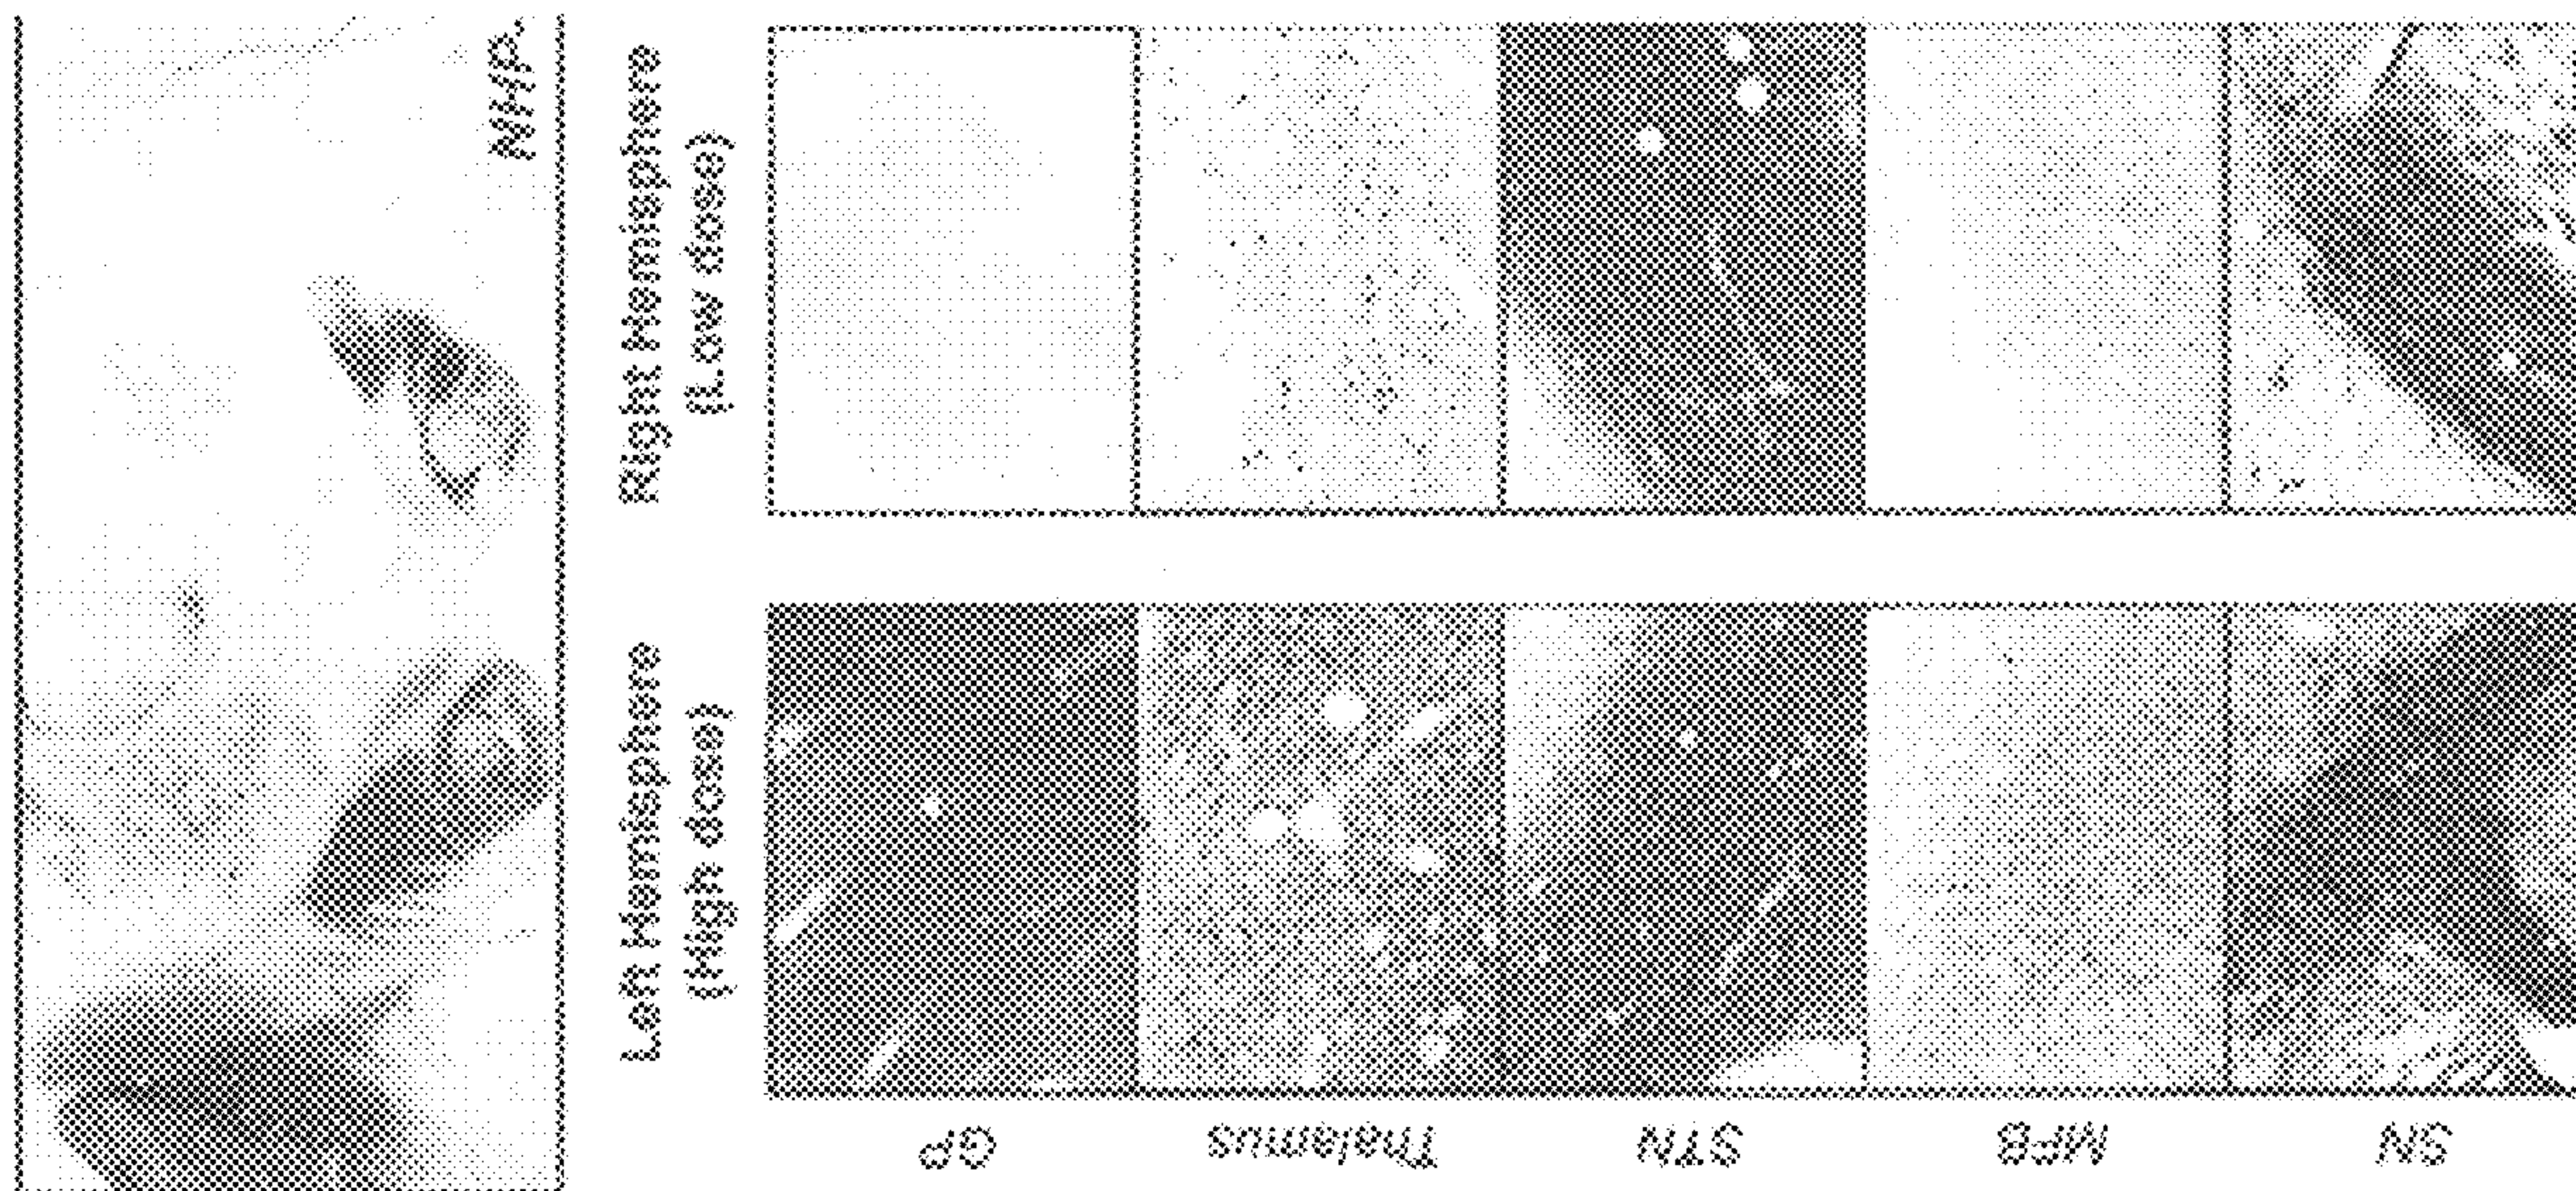 NHP
Right Hemisphere
(Low dose)
Left Hemisphere
(High dose)
GP
Thalamus
STN
MFB
SN